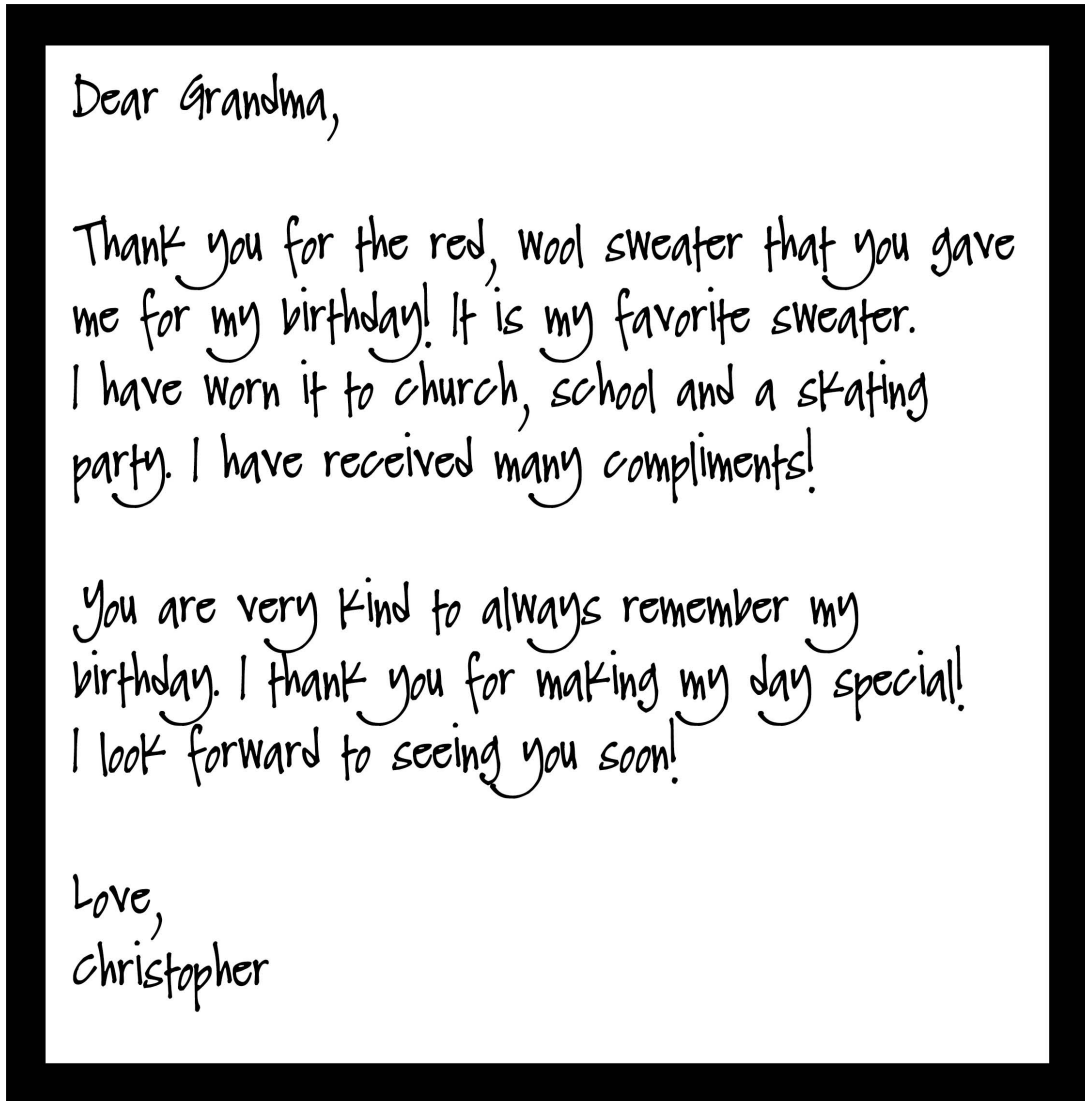 Dear Grandma,
Thank you for the red, wool sweater that you gave
me for my birthday! It is my favorite sweater.
I have worn it to church, school and a skating
party. I have received many compliments!
You are very kind to always remember my
birthday. I thank you for making my day special!
I look forward to seeing you soon!
Love,
Christopher